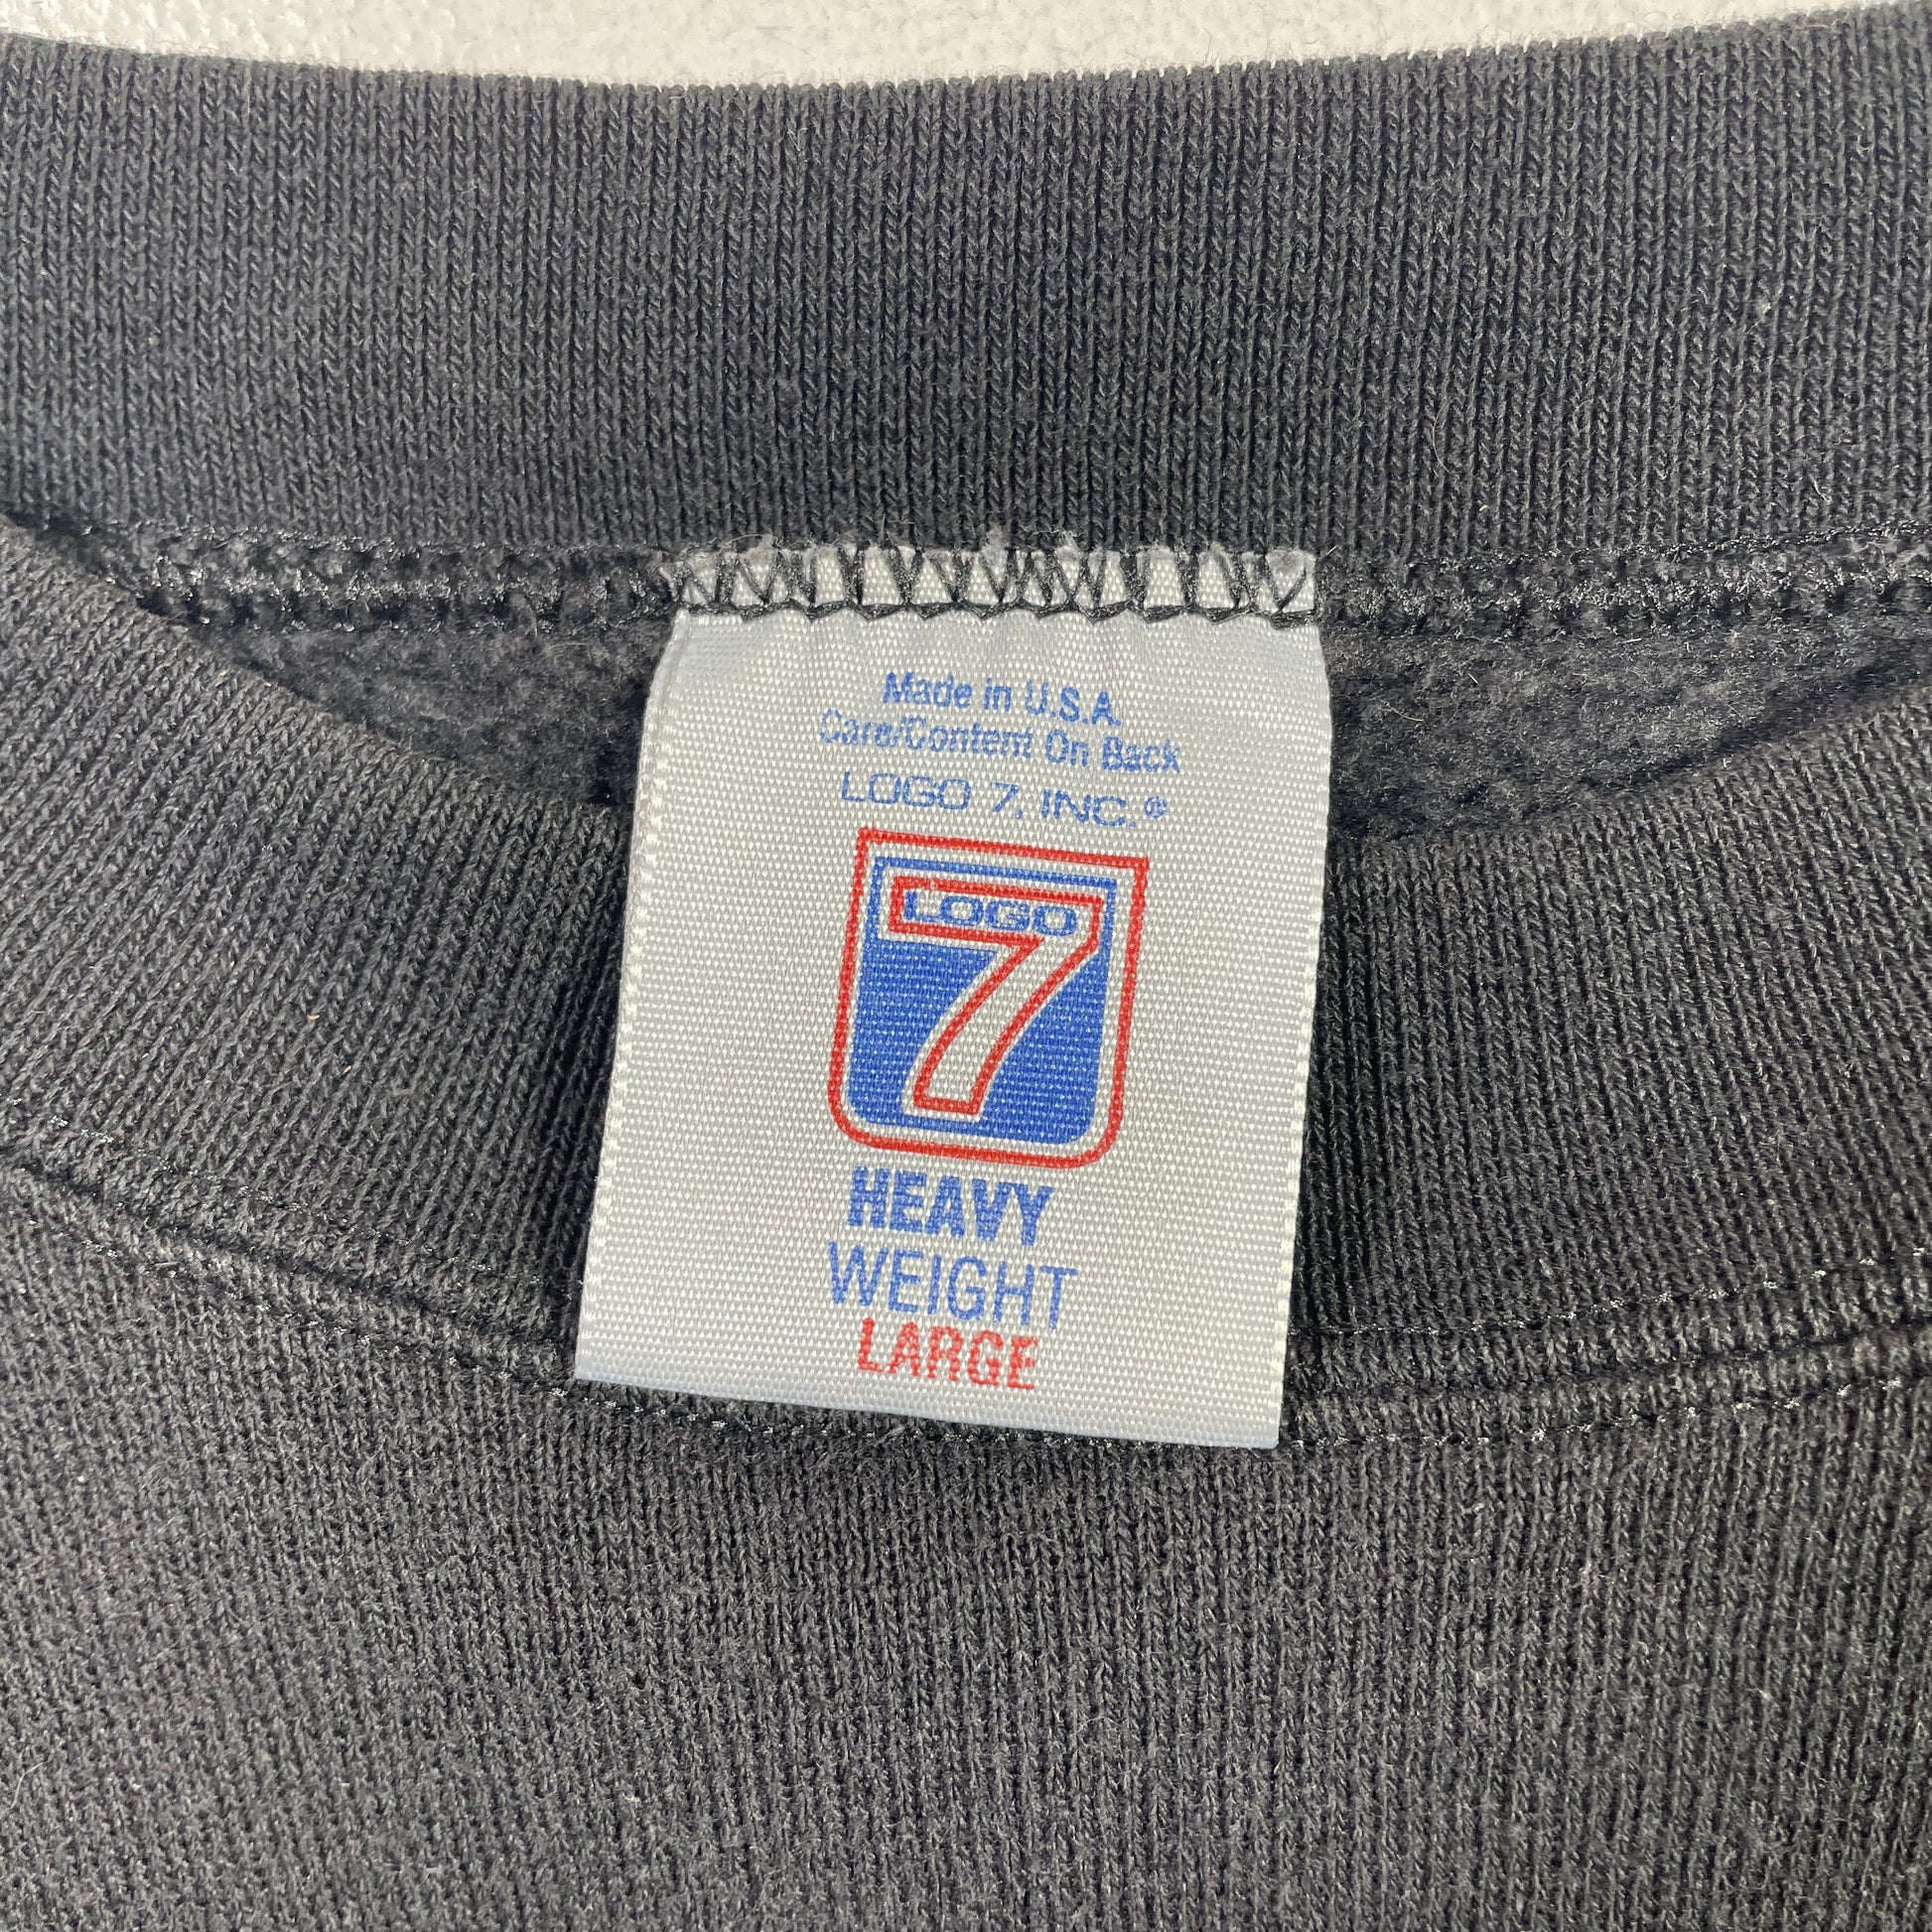 Made in U.S.A.
Care/Content On Back
LOGO 7, INC.®
LOGO
7
HEAVY
WEIGHT
LARGE